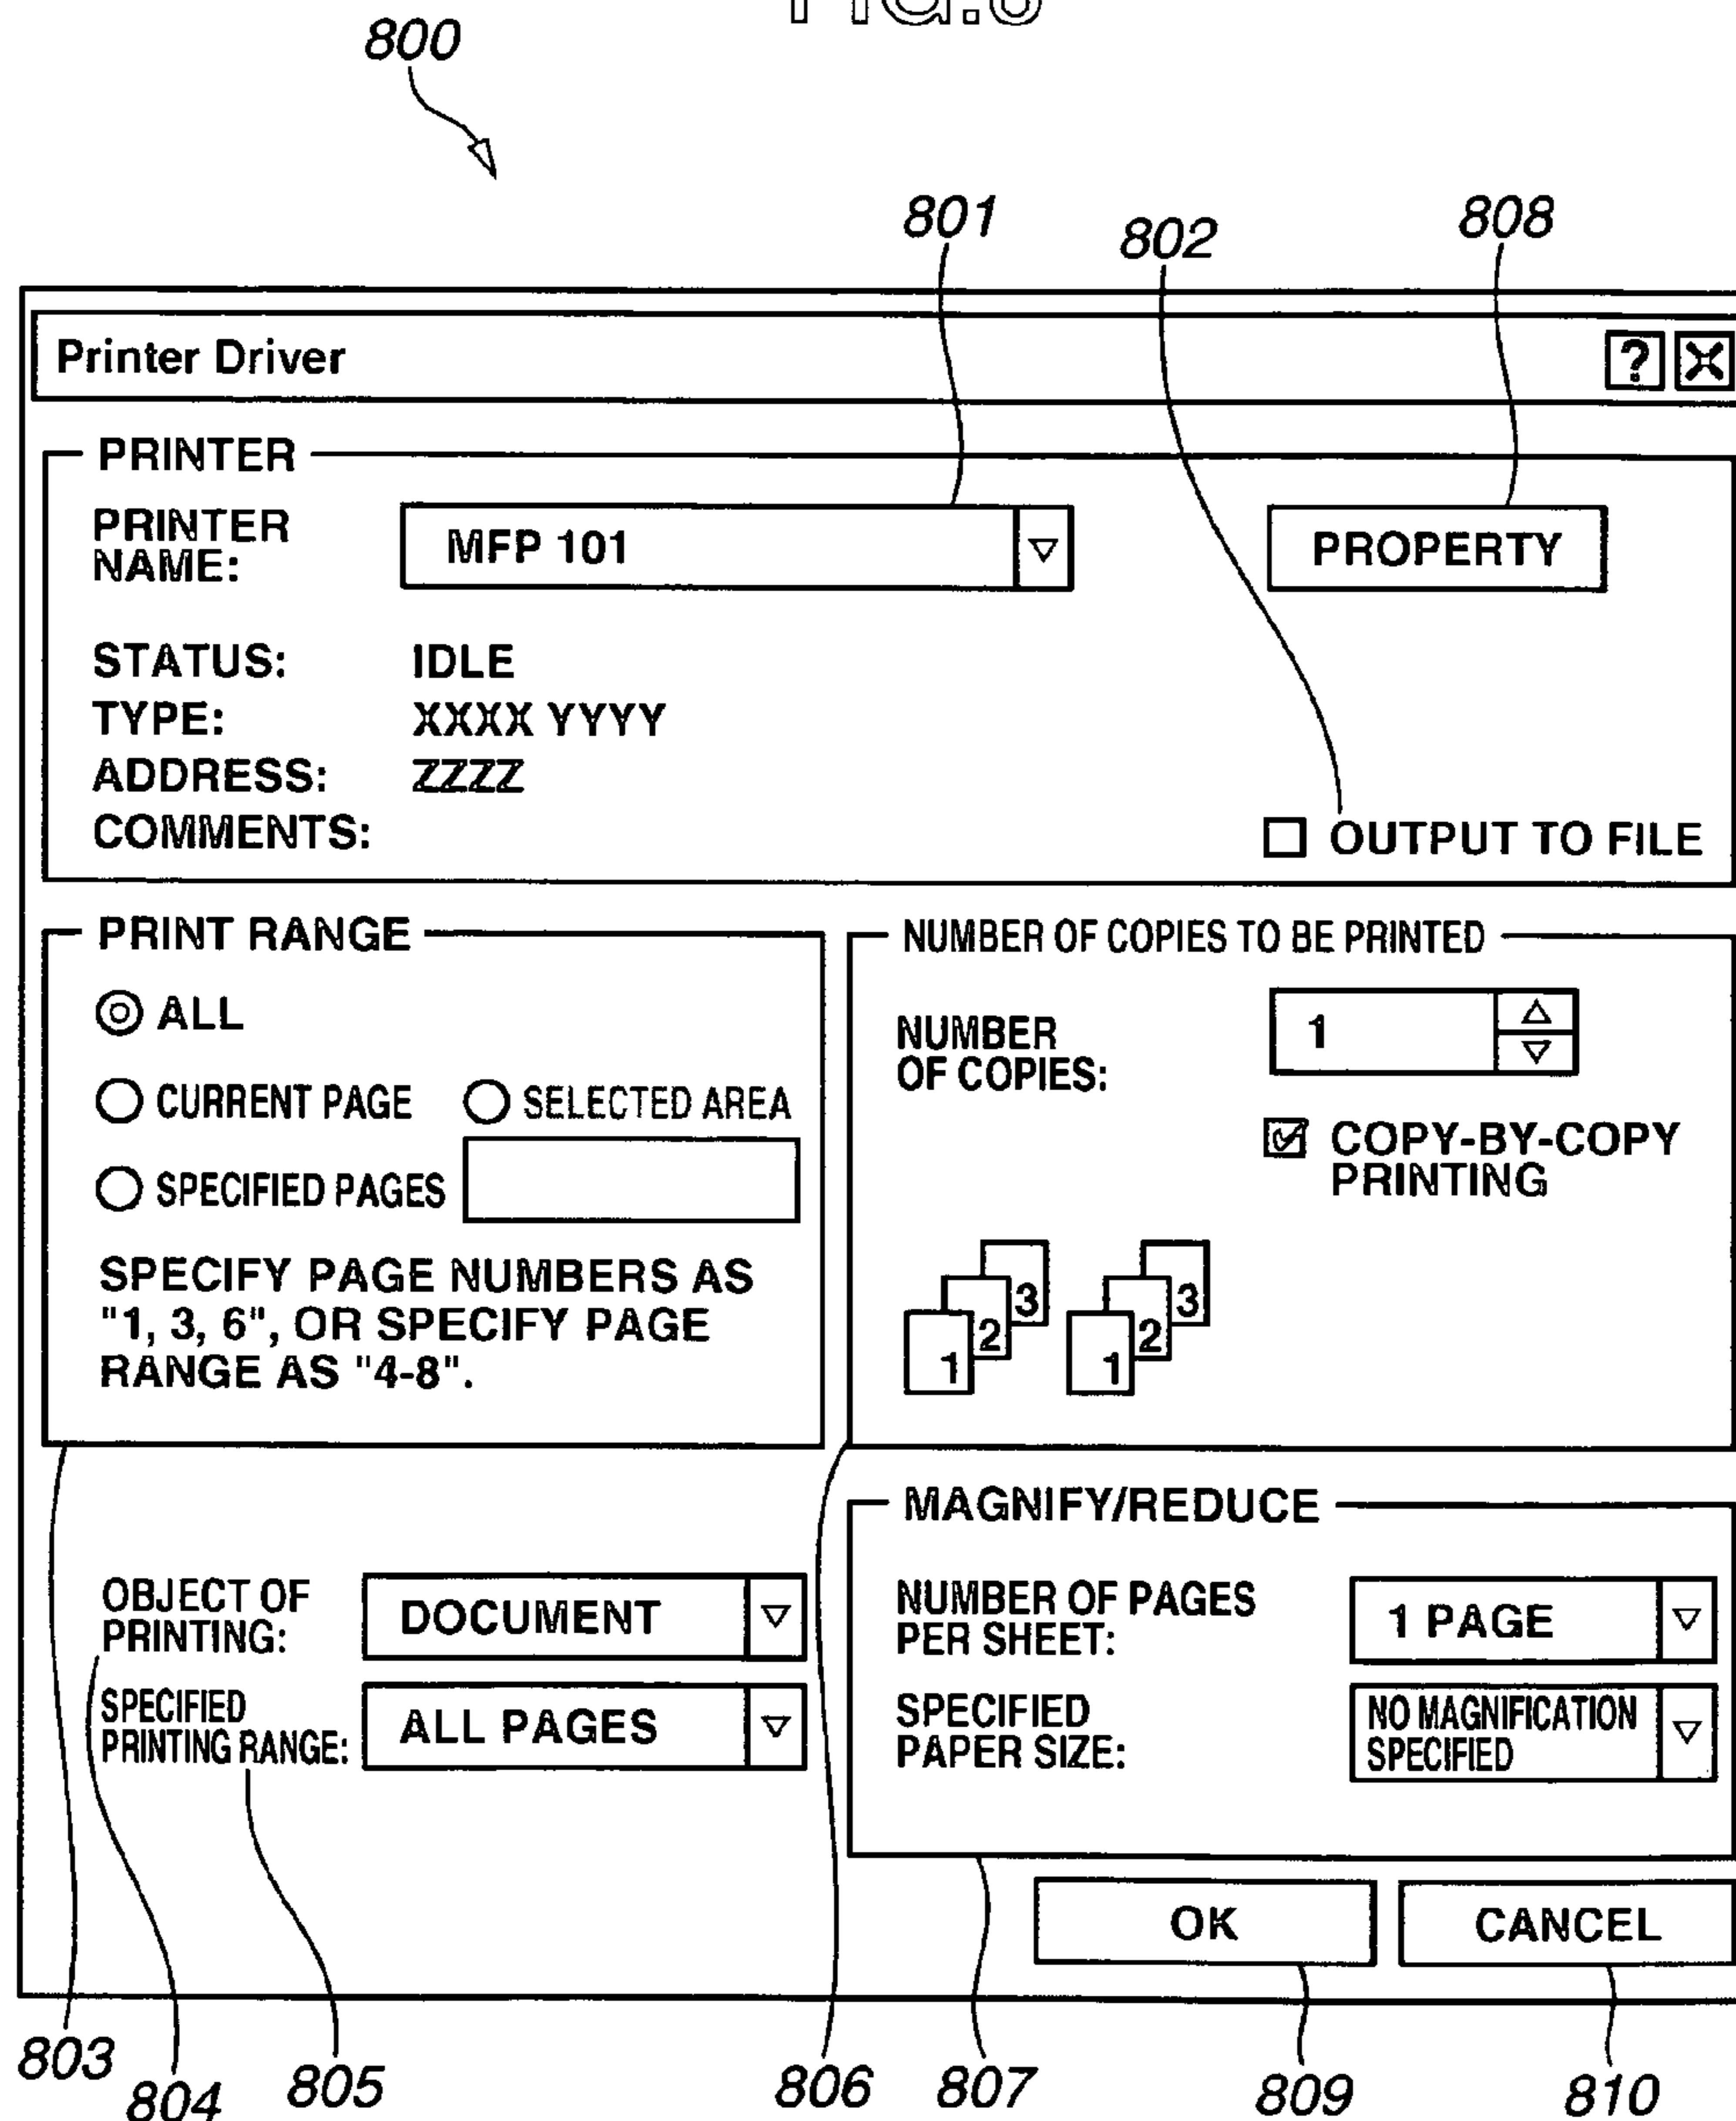 FIG.8
800
801
802
808
Printer Driver
?
PRINTER
PRINTER
NAME:
MFP 101
PROPERTY
STATUS: IDLE
TYPE: XXXX YYYY
ADDRESS: ZZZZ
COMMENTS:
OUTPUT TO FILE
PRINT RANGE
ALL
CURRENT PAGE
SELECTED AREA
SPECIFIED PAGES
SPECIFY PAGE NUMBERS AS
"1, 3, 6", OR SPECIFY PAGE
RANGE AS "4-8".
NUMBER OF COPIES TO BE PRINTED
NUMBER
OF COPIES:
1
COPY-BY-COPY
PRINTING
1 2 3
1 2 3
OBJECT OF
PRINTING:
DOCUMENT
SPECIFIED
PRINTING RANGE:
ALL PAGES
MAGNIFY/REDUCE
NUMBER OF PAGES
PER SHEET:
1 PAGE
SPECIFIED
PAPER SIZE:
NO MAGNIFICATION
SPECIFIED
OK
CANCEL
803
804
805
806
807
809
810